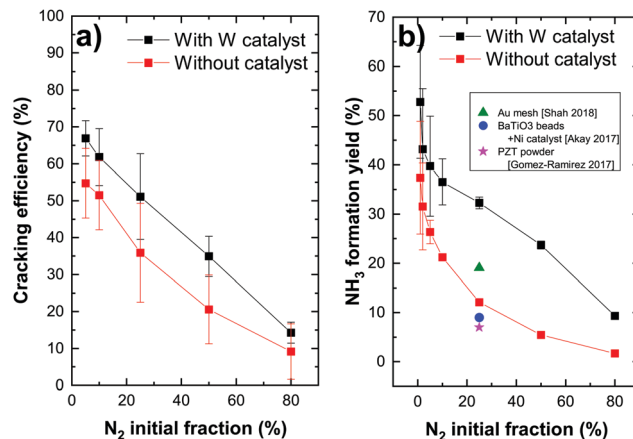 a)
With W catalyst
Without catalyst
100
90
80
70
60
50
40
30
20
10
0
Cracking efficiency (%)
0 20 40 60 80
N2 initial fraction (%)
b)
With W catalyst
Without catalyst
Au mesh [Shah 2018]
BaTiO3 beads
+Ni catalyst [Akay 2017]
PZT powder
[Gomez-Ramirez 2017]
70
60
50
40
30
20
10
0
NH3 formation yield (%)
0 20 40 60 80
N2 initial fraction (%)